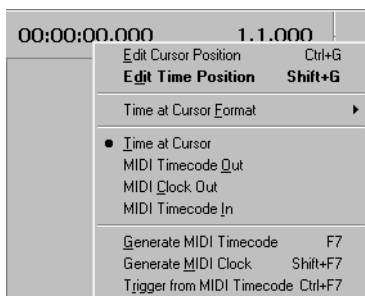 00:00:00.000 1.1.000
Edit Cursor Position Ctrl+G
Edit Time Position Shift+G
Time at Cursor Format
Time at Cursor
MIDI Timecode Out
MIDI Clock Out
MIDI Timecode In
Generate MIDI Timecode F7
Generate MIDI Clock Shift+F7
Trigger from MIDI Timecode Ctrl+F7